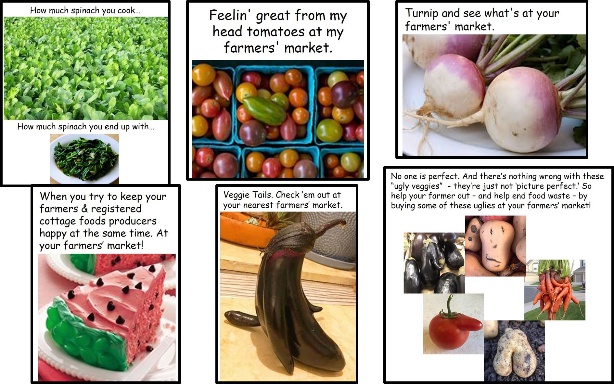 How much spinach you cook…
How much spinach you end up with…
Feelin' great from my
head tomatoes at my
farmers' market.
Turnip and see what's at your
farmers' market.
When you try to keep your
farmers & registered
cottage foods producers
happy at the same time. At
your farmers' market!
Veggie Tails. Check 'em out at
your nearest farmers' market.
No one is perfect. And there's nothing wrong with these
"ugly veggies" - they're just not 'picture perfect.' So
help your farmer out – and help end food waste – by
buying some of these uglies at your farmers' market!